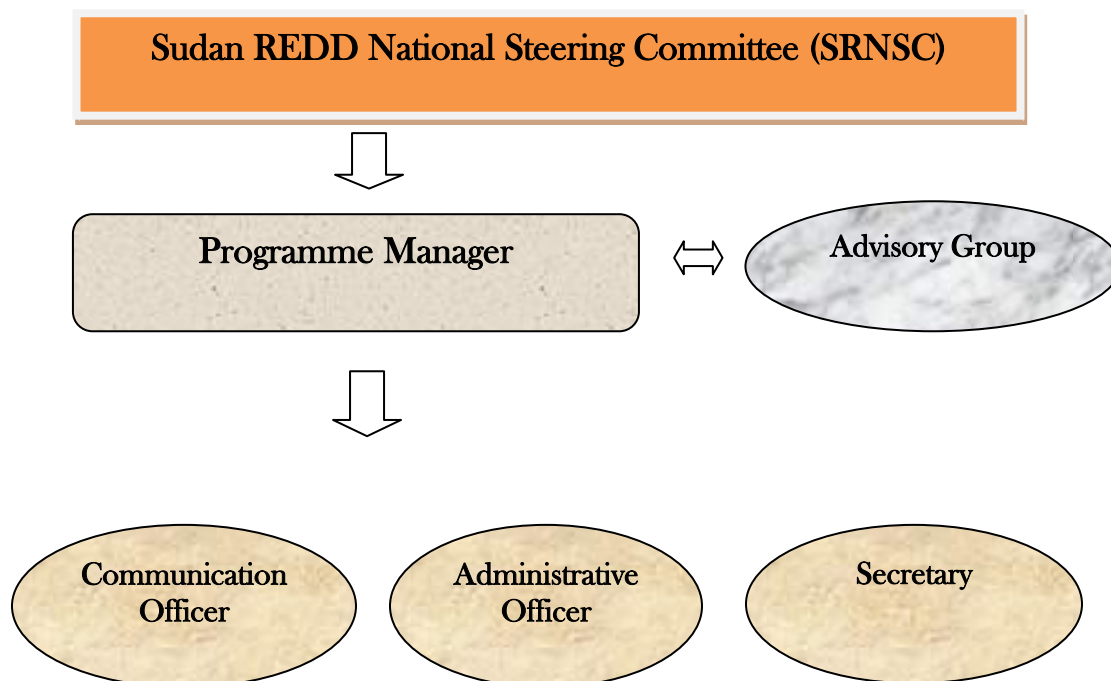 Sudan REDD National Steering Committee (SRNSC)
Programme Manager
Advisory Group
Communication
Officer
Administrative
Officer
Secretary